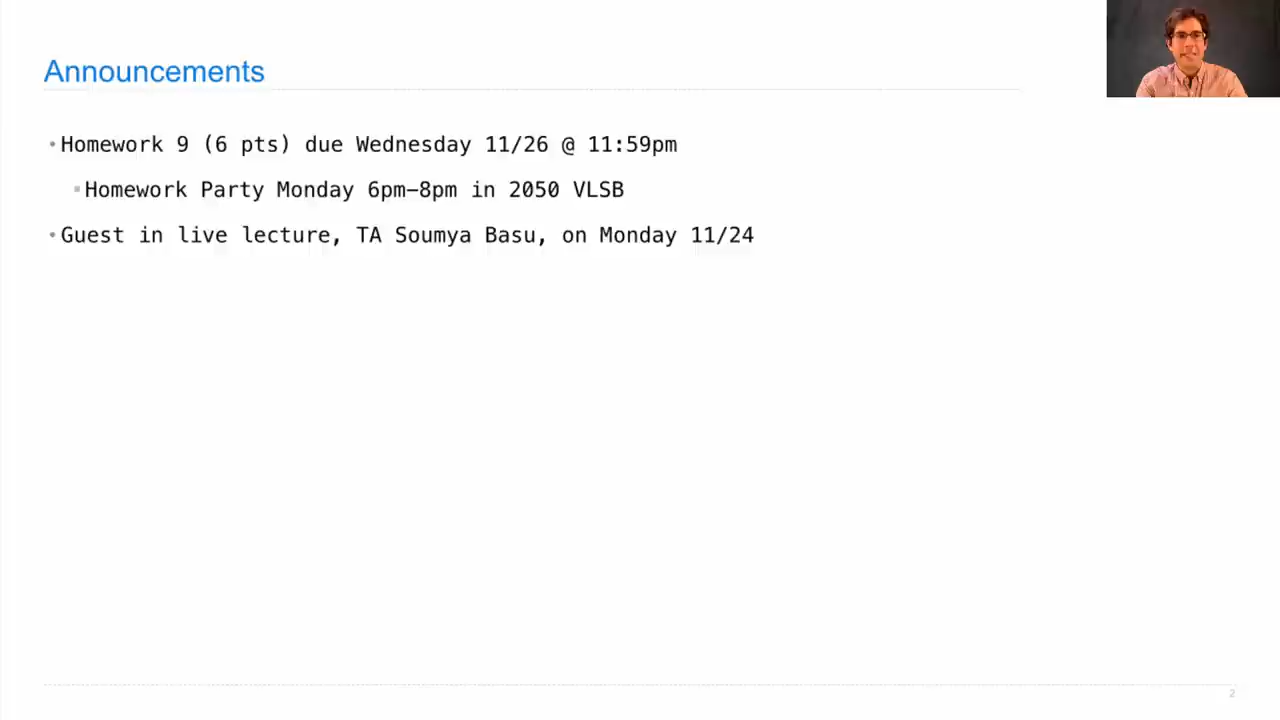 Announcements
•Homework 9 (6 pts) due Wednesday 11/26 @ 11:59pm
▪Homework Party Monday 6pm–8pm in 2050 VLSB
•Guest in live lecture, TA Soumya Basu, on Monday 11/24
2